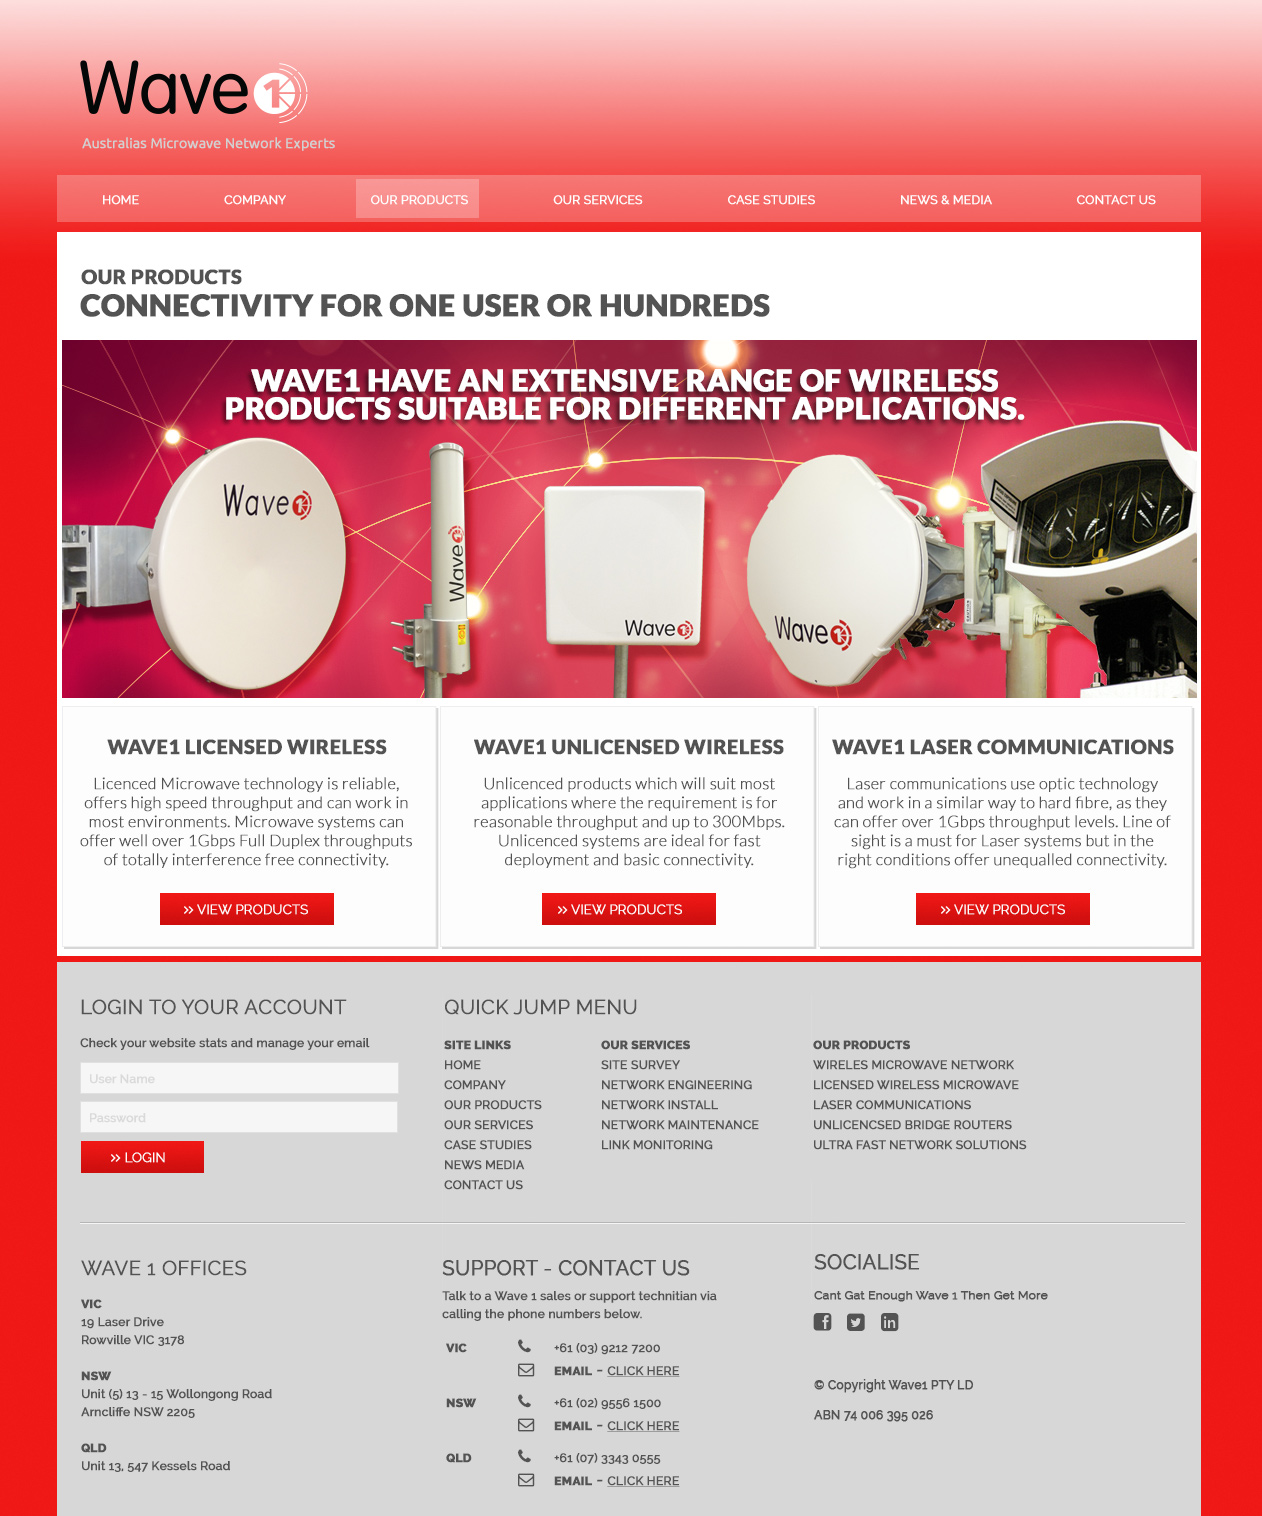 Wave 1
Australias Microwave Network Experts
HOME COMPANY OUR PRODUCTS OUR SERVICES CASE STUDIES NEWS & MEDIA CONTACT US
OUR PRODUCTS
CONNECTIVITY FOR ONE USER OR HUNDREDS
WAVE1 HAVE AN EXTENSIVE RANGE OF WIRELESS
PRODUCTS SUITABLE FOR DIFFERENT APPLICATIONS.
Wave 1
Wave 1
Wave 1
Wave 1
WAVE1 LICENSED WIRELESS
Licenced Microwave technology is reliable,
offers high speed throughput and can work in
most environments. Microwave systems can
offer well over 1Gbps Full Duplex throughputs
of totally interference free connectivity.
» VIEW PRODUCTS
WAVE1 UNLICENSED WIRELESS
Unlicenced products which will suit most
applications where the requirement is for
reasonable throughput and up to 300Mbps.
Unlicenced systems are ideal for fast
deployment and basic connectivity.
» VIEW PRODUCTS
WAVE1 LASER COMMUNICATIONS
Laser communications use optic technology
and work in a similar way to hard fibre, as they
can offer over 1Gbps throughput levels. Line of
sight is a must for Laser systems but in the
right conditions offer unequalled connectivity.
» VIEW PRODUCTS
LOGIN TO YOUR ACCOUNT
Check your website stats and manage your email
User Name
Password
» LOGIN
QUICK JUMP MENU
SITE LINKS
HOME
COMPANY
OUR PRODUCTS
OUR SERVICES
CASE STUDIES
NEWS MEDIA
CONTACT US
OUR SERVICES
SITE SURVEY
NETWORK ENGINEERING
NETWORK INSTALL
NETWORK MAINTENANCE
LINK MONITORING
OUR PRODUCTS
WIRELES MICROWAVE NETWORK
LICENSED WIRELESS MICROWAVE
LASER COMMUNICATIONS
UNLICENCSED BRIDGE ROUTERS
ULTRA FAST NETWORK SOLUTIONS
WAVE 1 OFFICES
VIC
19 Laser Drive
Rowville VIC 3178
NSW
Unit (5) 13 - 15 Wollongong Road
Arncliffe NSW 2205
QLD
Unit 13, 547 Kessels Road
SUPPORT - CONTACT US
Talk to a Wave 1 sales or support technitian via
calling the phone numbers below.
VIC +61 (03) 9212 7200
EMAIL - CLICK HERE
NSW +61 (02) 9556 1500
EMAIL - CLICK HERE
QLD +61 (07) 3343 0555
EMAIL - CLICK HERE
SOCIALISE
Cant Gat Enough Wave 1 Then Get More
© Copyright Wave1 PTY LD
ABN 74 006 395 026